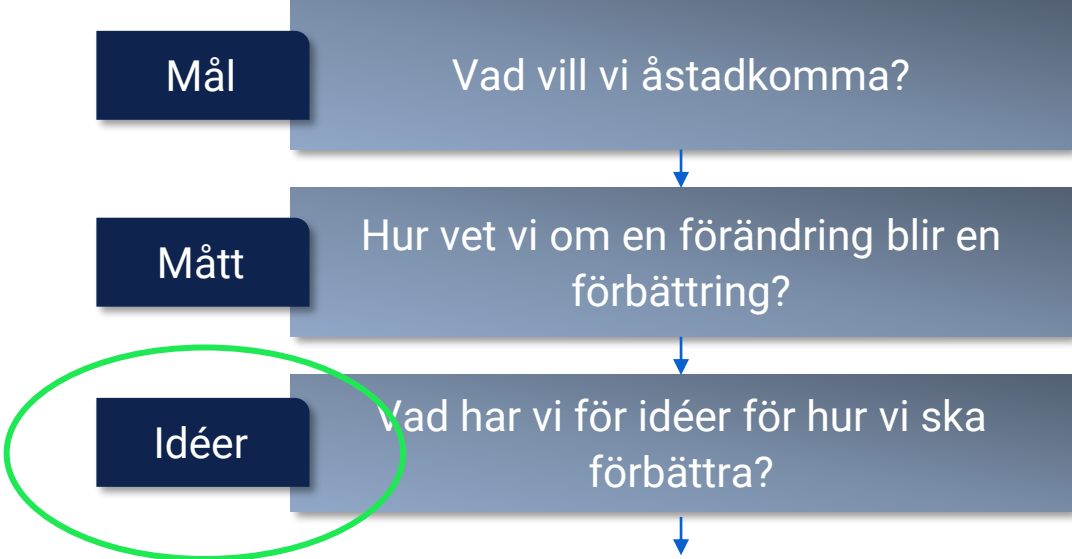 Mål
Vad vill vi åstadkomma?
Mått
Hur vet vi om en förändring blir en
förbättring?
Idéer
Vad har vi för idéer för hur vi ska
förbättra?